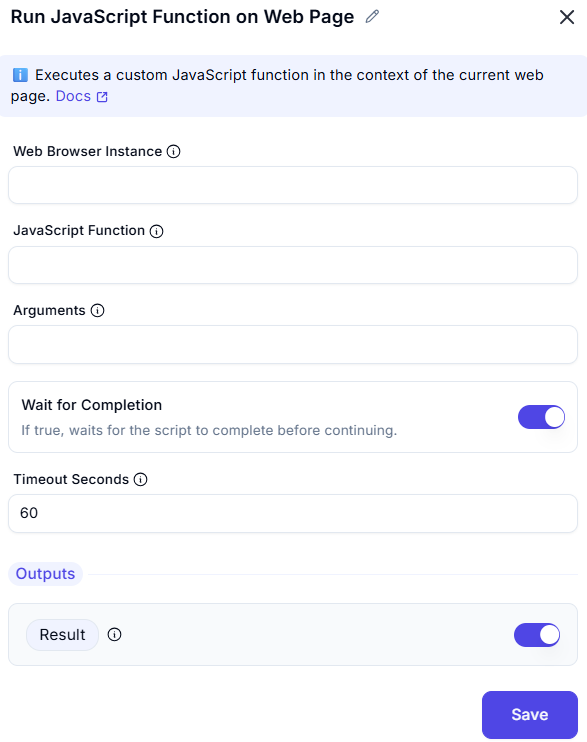 Run JavaScript Function on Web Page
Executes a custom JavaScript function in the context of the current web
page. Docs
Web Browser Instance
JavaScript Function
Arguments
Wait for Completion
If true, waits for the script to complete before continuing.
Timeout Seconds
60
Outputs
Result
Save